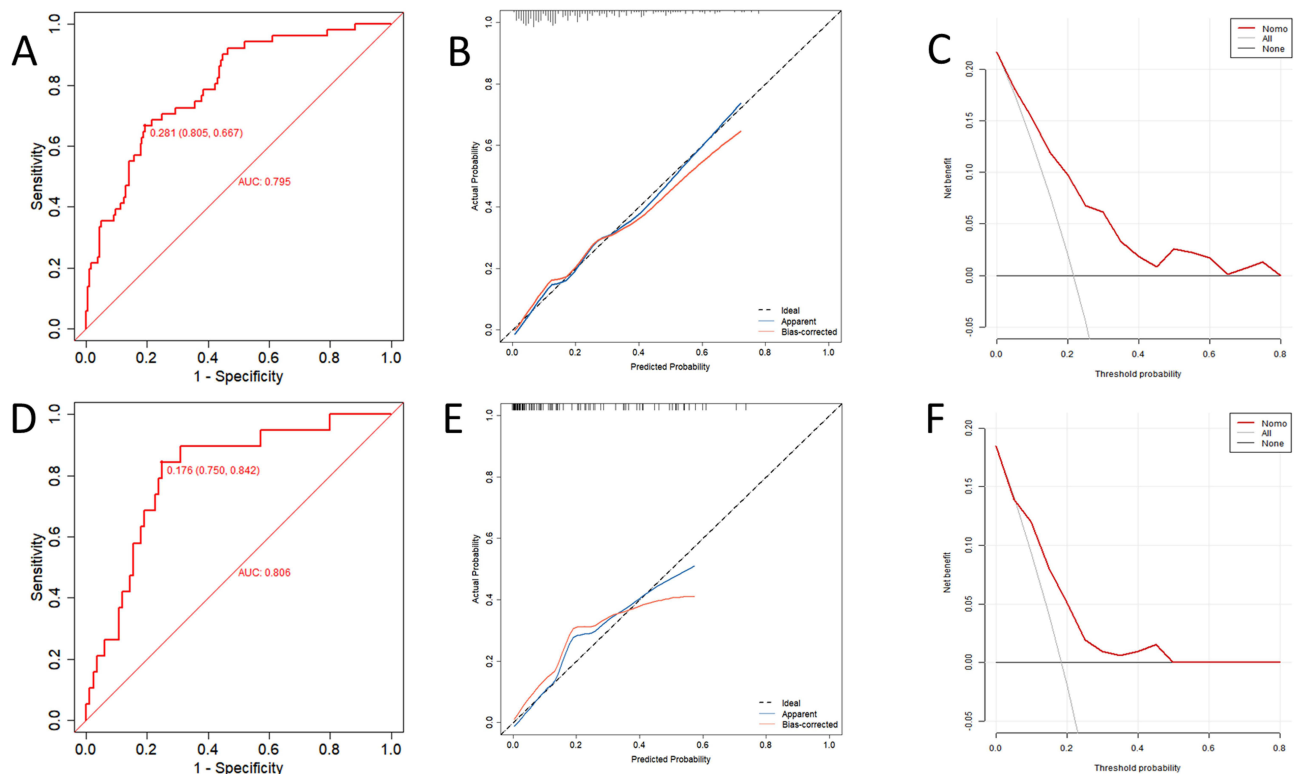 A
Sensitivity
1.0
0.8
0.6
0.4
0.2
0.0
0.281 (0.805, 0.667)
AUC: 0.795
0.0 0.2 0.4 0.6 0.8 1.0
1 - Specificity
B
Actual Probability
1.0
0.8
0.6
0.4
0.2
0.0
Ideal
Apparent
Bias-corrected
0.0 0.2 0.4 0.6 0.8 1.0
Predicted Probability
C
Nomo
All
None
Net benefit
0.20
0.15
0.10
0.05
0.00
-0.05
0.0 0.2 0.4 0.6 0.8
Threshold probability
D
Sensitivity
1.0
0.8
0.6
0.4
0.2
0.0
0.176 (0.750, 0.842)
AUC: 0.806
0.0 0.2 0.4 0.6 0.8 1.0
1 - Specificity
E
Actual Probability
1.0
0.8
0.6
0.4
0.2
0.0
Ideal
Apparent
Bias-corrected
0.0 0.2 0.4 0.6 0.8 1.0
Predicted Probability
F
Nomo
All
None
Net benefit
0.20
0.15
0.10
0.05
0.00
-0.05
0.0 0.2 0.4 0.6 0.8
Threshold probability